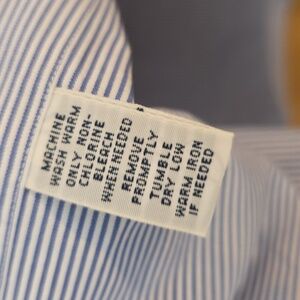 MACHINE
WASH WARM
ONLY NON-
CHLORINE
BLEACH
WHEN NEEDED
REMOVE
PROMPTLY
TUMBLE
DRY LOW
WARM IRON
IF NEEDED